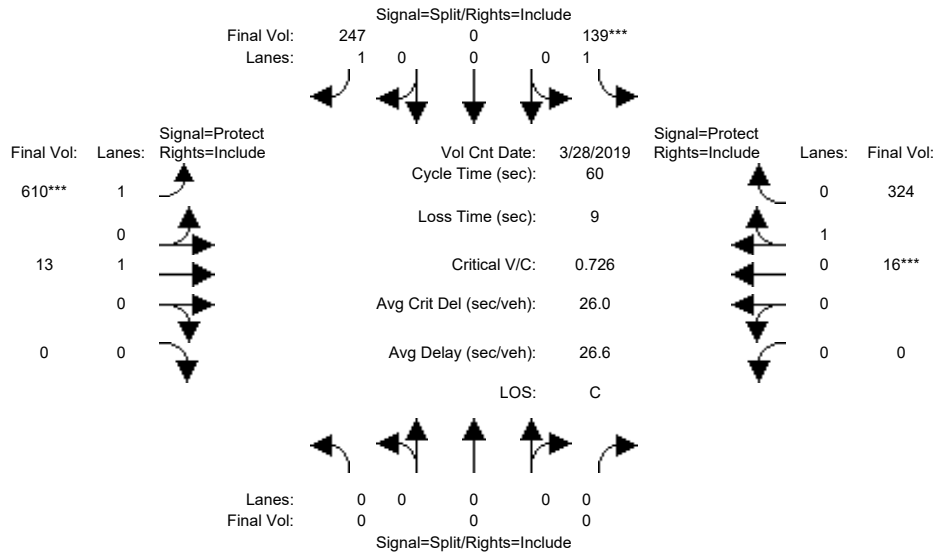 Signal=Split/Rights=Include
Final Vol: 247 0 139***
Lanes: 1 0 0 0 1
Signal=Protect
Final Vol: Lanes: Rights=Include
Vol Cnt Date: 3/28/2019
Signal=Protect
Rights=Include Lanes: Final Vol:
Cycle Time (sec): 60
610*** 1
0 324
Loss Time (sec): 9
0
1
13 1
Critical V/C: 0.726
0 16***
0
Avg Crit Del (sec/veh): 26.0
0
0 0
Avg Delay (sec/veh): 26.6
0 0
LOS: C
Lanes: 0 0 0 0 0
Final Vol: 0 0 0
Signal=Split/Rights=Include